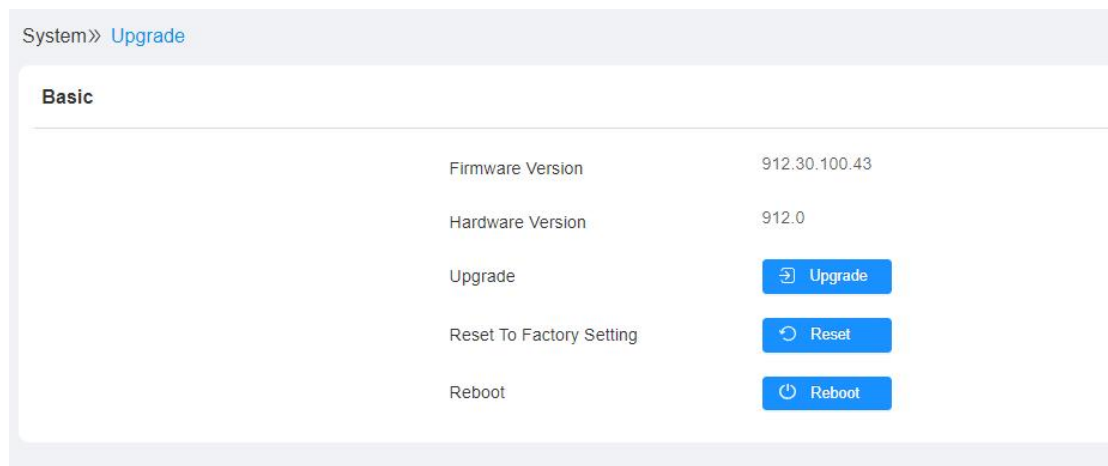 System» Upgrade
Basic
Firmware Version 912.30.100.43
Hardware Version 912.0
Upgrade Upgrade
Reset To Factory Setting Reset
Reboot Reboot